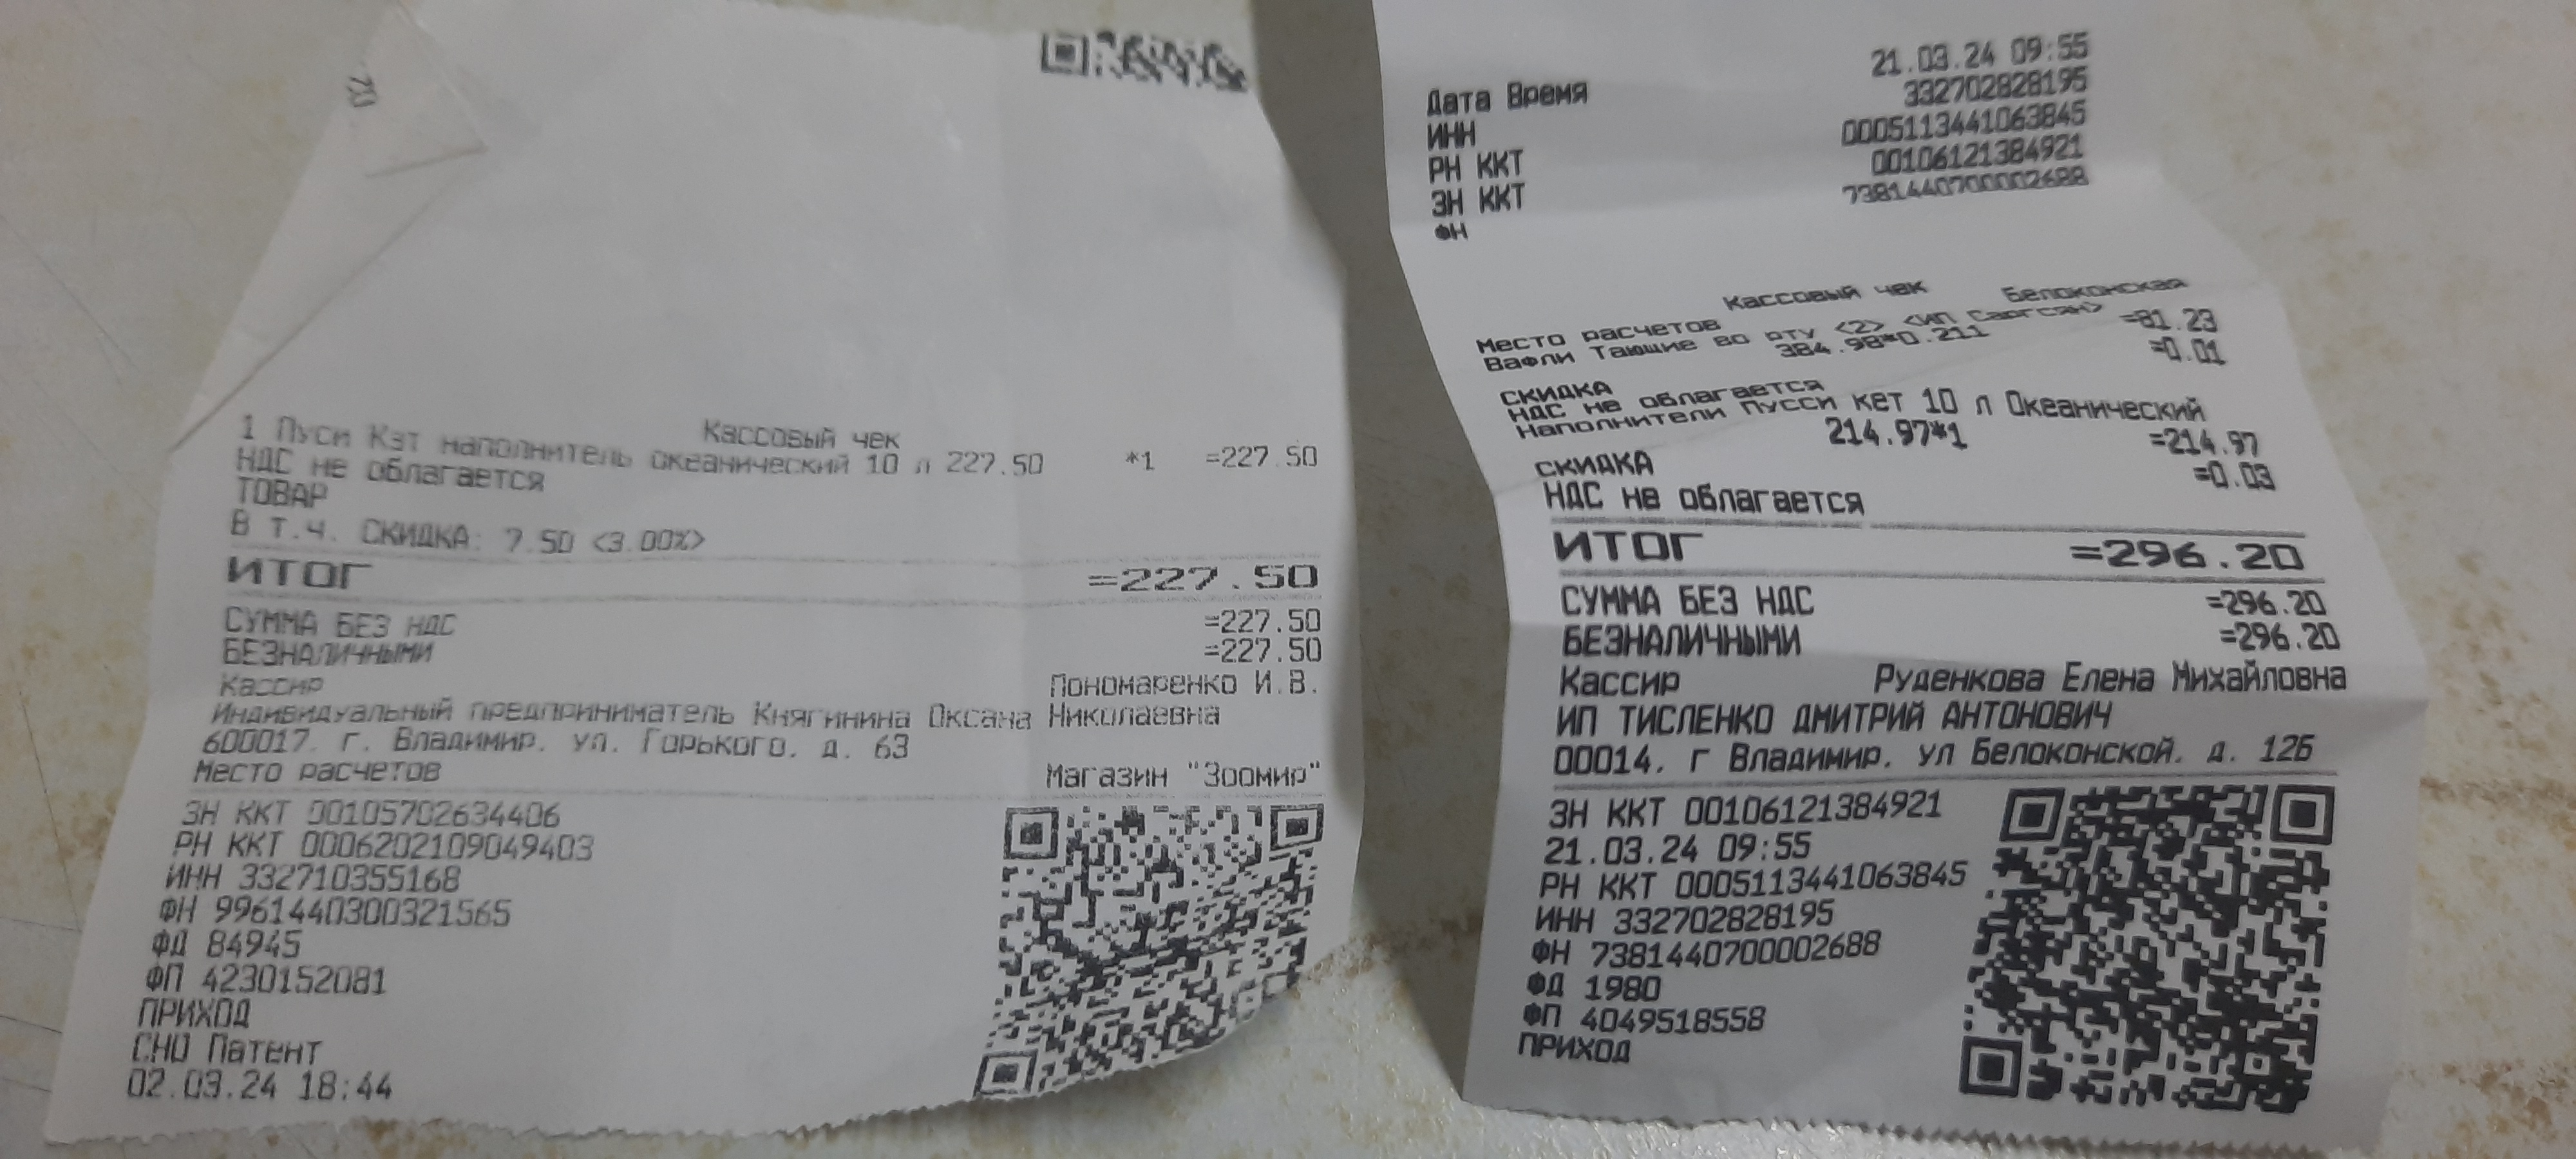 Кассовый чек
1 Пуси Кэт наполнитель океанический 10 л 227.50 *1 =227.50
НДС не облагается
ТОВАР
В т.ч. СКИДКА: 7.50 <3.00%>
ИТОГ =227.50
СУММА БЕЗ НДС =227.50
БЕЗНАЛИЧНЫМИ =227.50
Кассир Пономаренко И.В.
Индивидуальный предприниматель Княгинина Оксана Николаевна
600017. г. Владимир. ул. Горького. д. 63
Место расчетов Магазин "Зоомир"
ЗН ККТ 00105702634406
РН ККТ 0006202109049403
ИНН 332710355168
ФН 9961440300321565
ФД 84945
ФП 4230152081
ПРИХОД
СНО Патент
02.03.24 18:44
Дата Время 21.03.24 09:55
ИНН 332702828195
РН ККТ 0005113441063845
ЗН ККТ 00106121384921
ФН 7381440700002688
Кассовый чек
Место расчетов Белоконская
Вафли Тающие во рту <2> <ИП Саргсян>
384.98*0.211 =81.23
СКИДКА =0.01
НДС не облагается
Наполнители Пусси кет 10 л Океанический
214.97*1 =214.97
СКИДКА =0.03
НДС не облагается
ИТОГ =296.20
СУММА БЕЗ НДС =296.20
БЕЗНАЛИЧНЫМИ =296.20
Кассир Руденкова Елена Михайловна
ИП ТИСЛЕНКО ДМИТРИЙ АНТОНОВИЧ
00014. г Владимир. ул Белоконской. д. 12Б
ЗН ККТ 00106121384921
21.03.24 09:55
РН ККТ 0005113441063845
ИНН 332702828195
ФН 7381440700002688
ФД 1980
ФП 4049518558
ПРИХОД